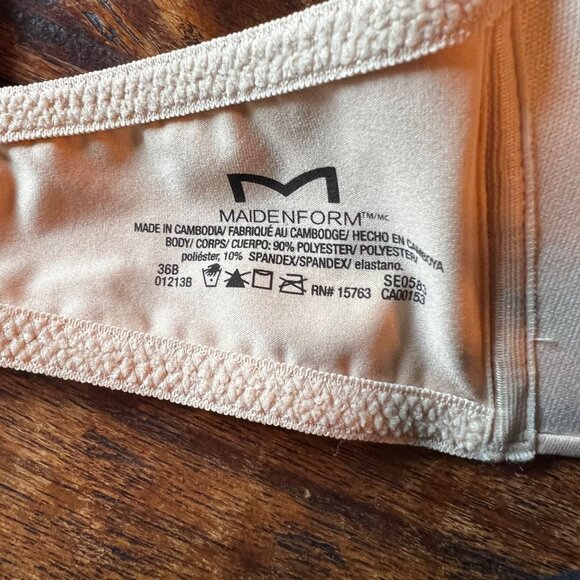 MAIDENFORM™/MC
MADE IN CAMBODIA/ FABRIQUÉ AU CAMBODGE/ HECHO EN CAMBOYA
BODY/ CORPS/ CUERPO: 90% POLYESTER/ POLYESTER/
poliéster, 10% SPANDEX/SPANDEX/ elastano.
36B
01213B
RN# 15763
SE0583
CA00153